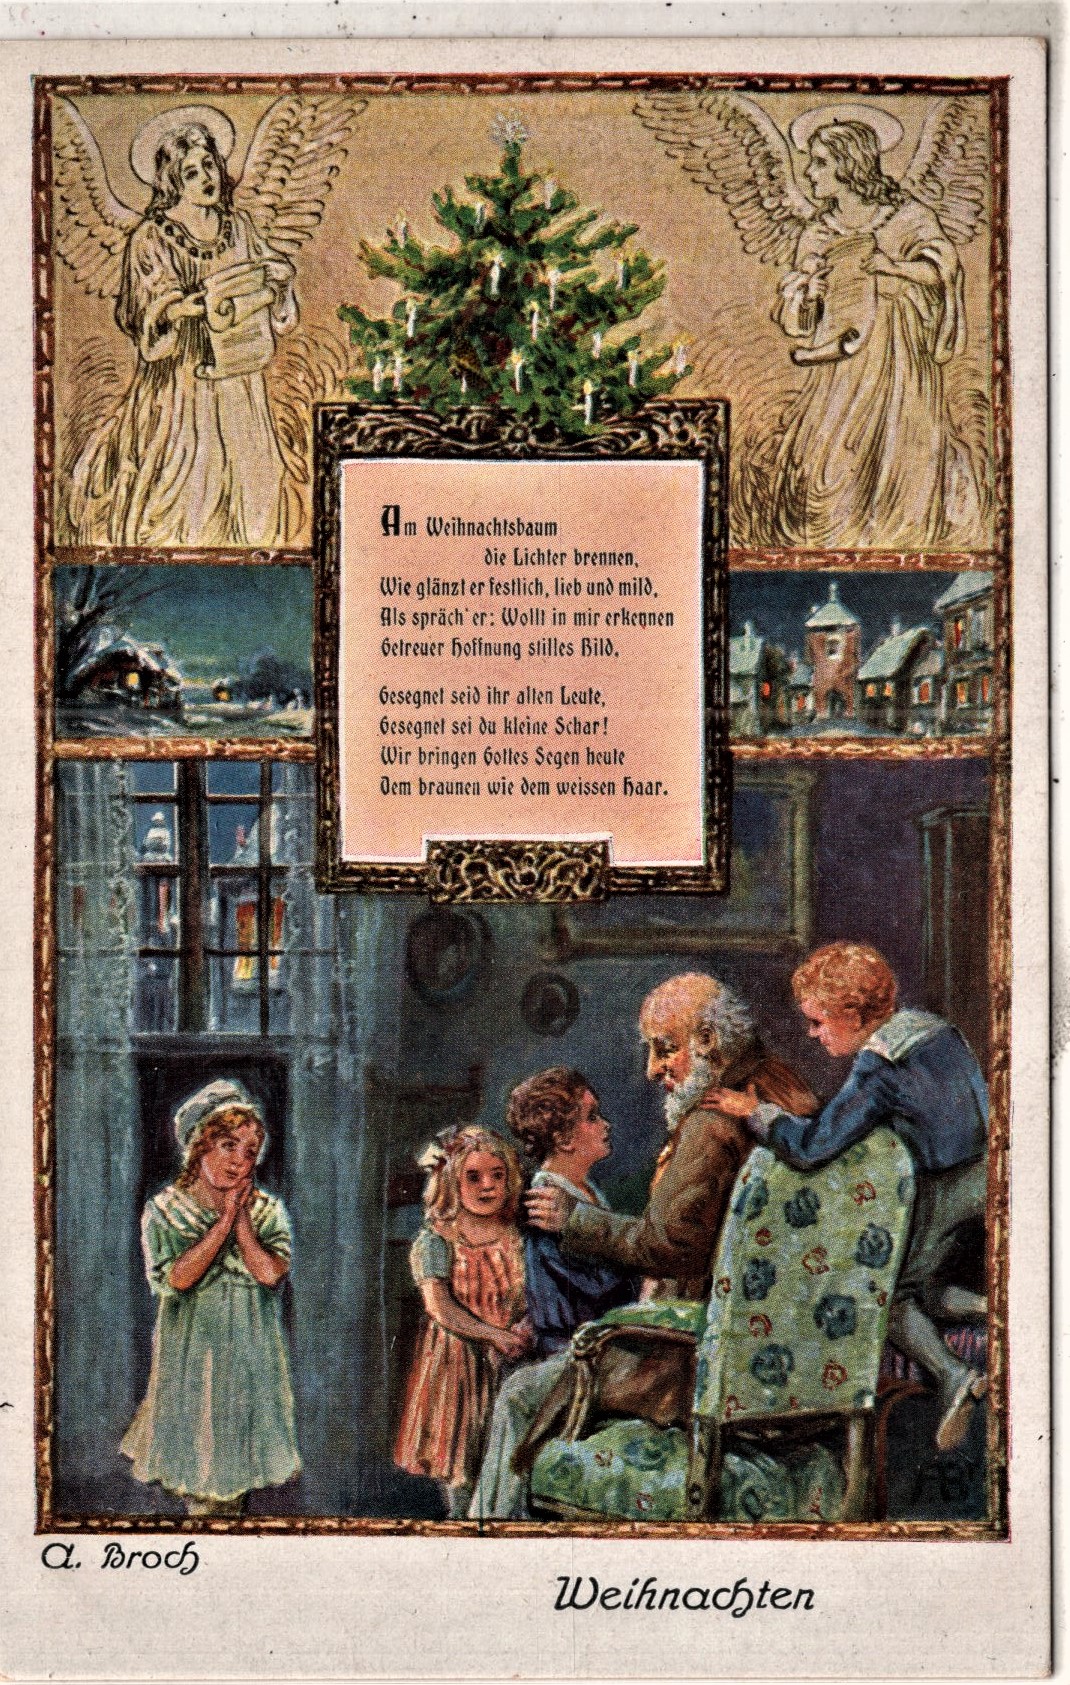 Am Weihnachtsbaum
die Lichter brennen,
Wie glänzt er festlich, lieb und mild,
Als spräch' er: Wollt in mir erkennen
Getreuer Hoffnung stilles Bild.
Gesegnet seid ihr alten Leute,
Gesegnet sei du kleine Schar!
Wir bringen Gottes Segen heute
Dem braunen wie dem weissen Haar.
AB
A. Broch
Weihnachten